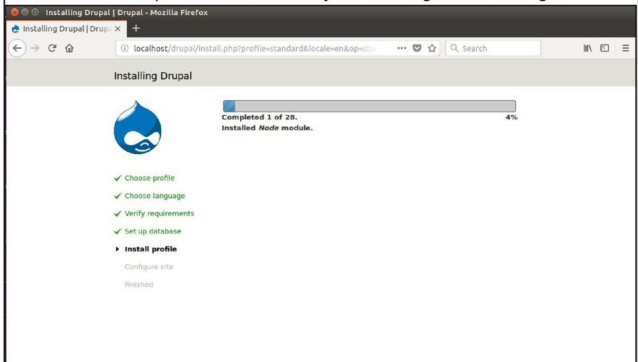 Installing Drupal | Drupal - Mozilla Firefox
Installing Drupal | Drup
localhost/drupal/install.php?profile=standard&locale=en&op=sta
Search
Installing Drupal
Completed 1 of 28.
4%
Installed Node module.
Choose profile
Choose language
Verify requirements
Set up database
Install profile
Configure site
Finished